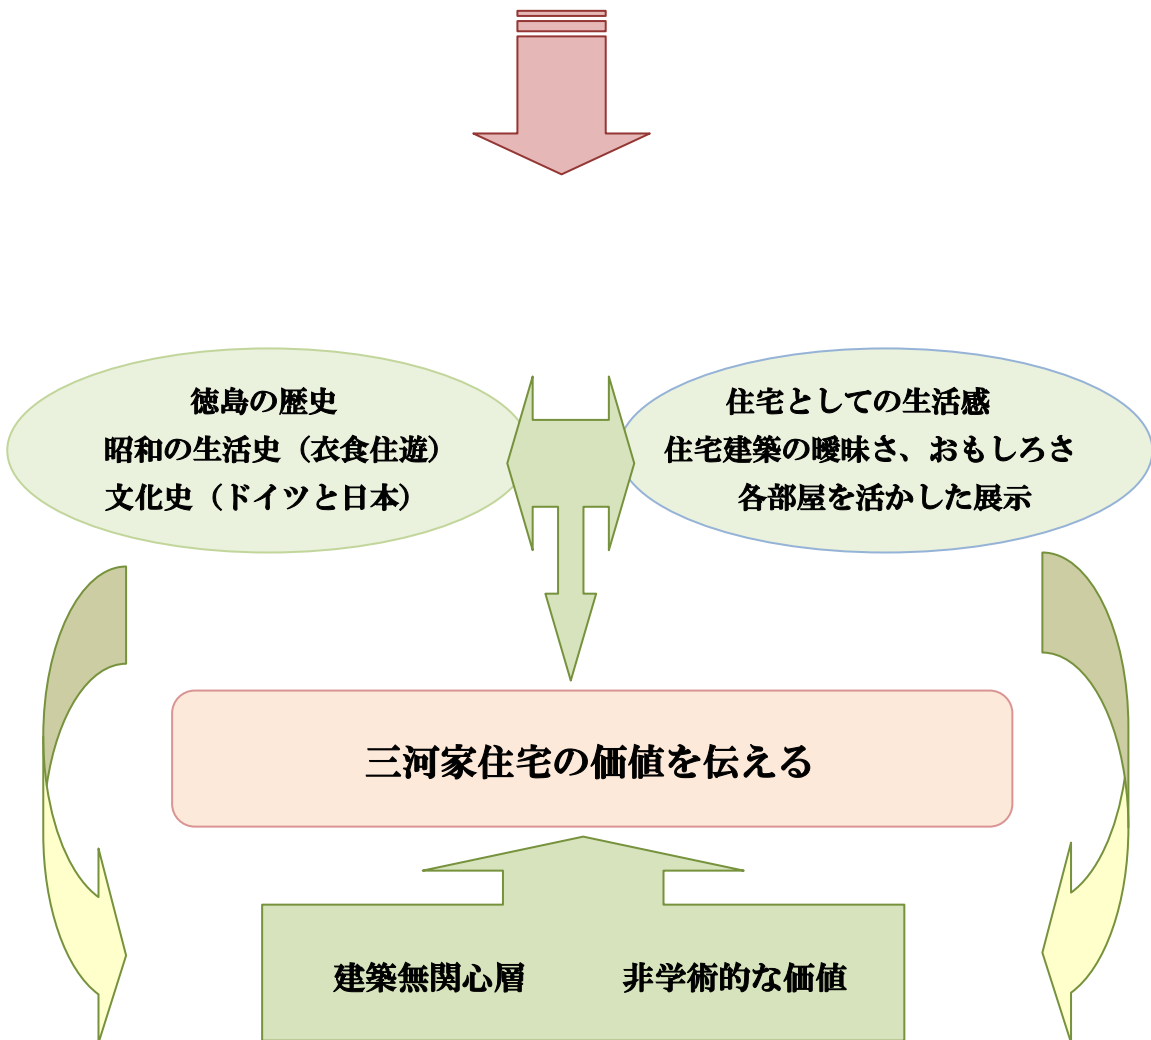 徳島の歴史
昭和の生活史（衣食住遊）
文化史（ドイツと日本）
住宅としての生活感
住宅建築の曖昧さ、おもしろさ
各部屋を活かした展示
三河家住宅の価値を伝える
建築無関心層　非学術的な価値